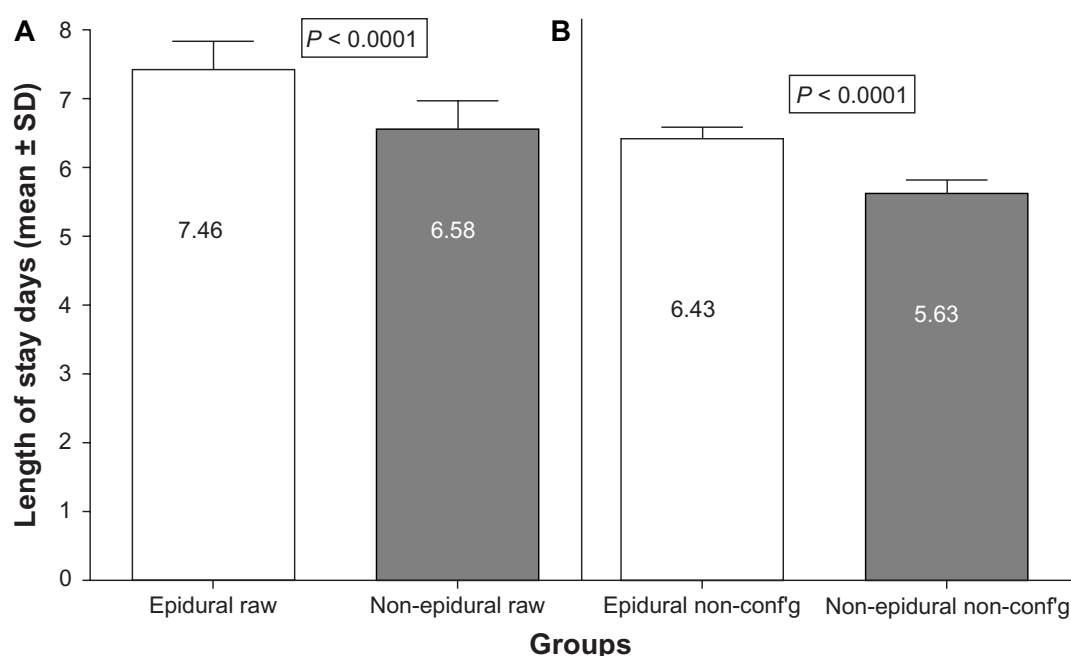 A
B
P < 0.0001
P < 0.0001
Length of stay days (mean ± SD)
8
7
6
5
4
3
2
1
0
7.46
6.58
6.43
5.63
Epidural raw
Non-epidural raw
Epidural non-conf'g
Non-epidural non-conf'g
Groups